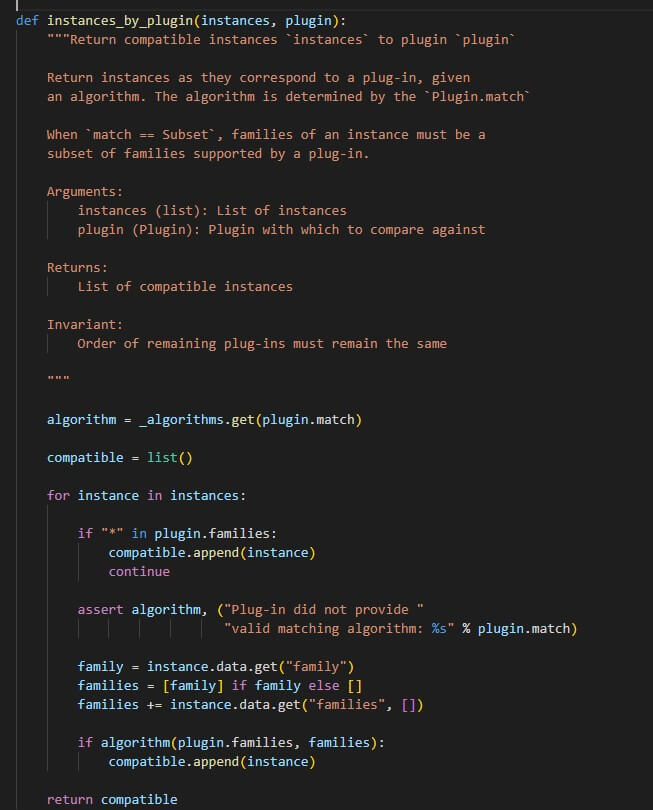 def instances_by_plugin(instances, plugin):
    """Return compatible instances `instances` to plugin `plugin`

    Return instances as they correspond to a plug-in, given
    an algorithm. The algorithm is determined by the `Plugin.match`

    When `match == Subset`, families of an instance must be a
    subset of families supported by a plug-in.

    Arguments:
        instances (list): List of instances
        plugin (Plugin): Plugin with which to compare against

    Returns:
        List of compatible instances

    Invariant:
        Order of remaining plug-ins must remain the same

    """

    algorithm = _algorithms.get(plugin.match)

    compatible = list()

    for instance in instances:

        if "*" in plugin.families:
            compatible.append(instance)
            continue

        assert algorithm, ("Plug-in did not provide "
                           "valid matching algorithm: %s" % plugin.match)

        family = instance.data.get("family")
        families = [family] if family else []
        families += instance.data.get("families", [])

        if algorithm(plugin.families, families):
            compatible.append(instance)

    return compatible